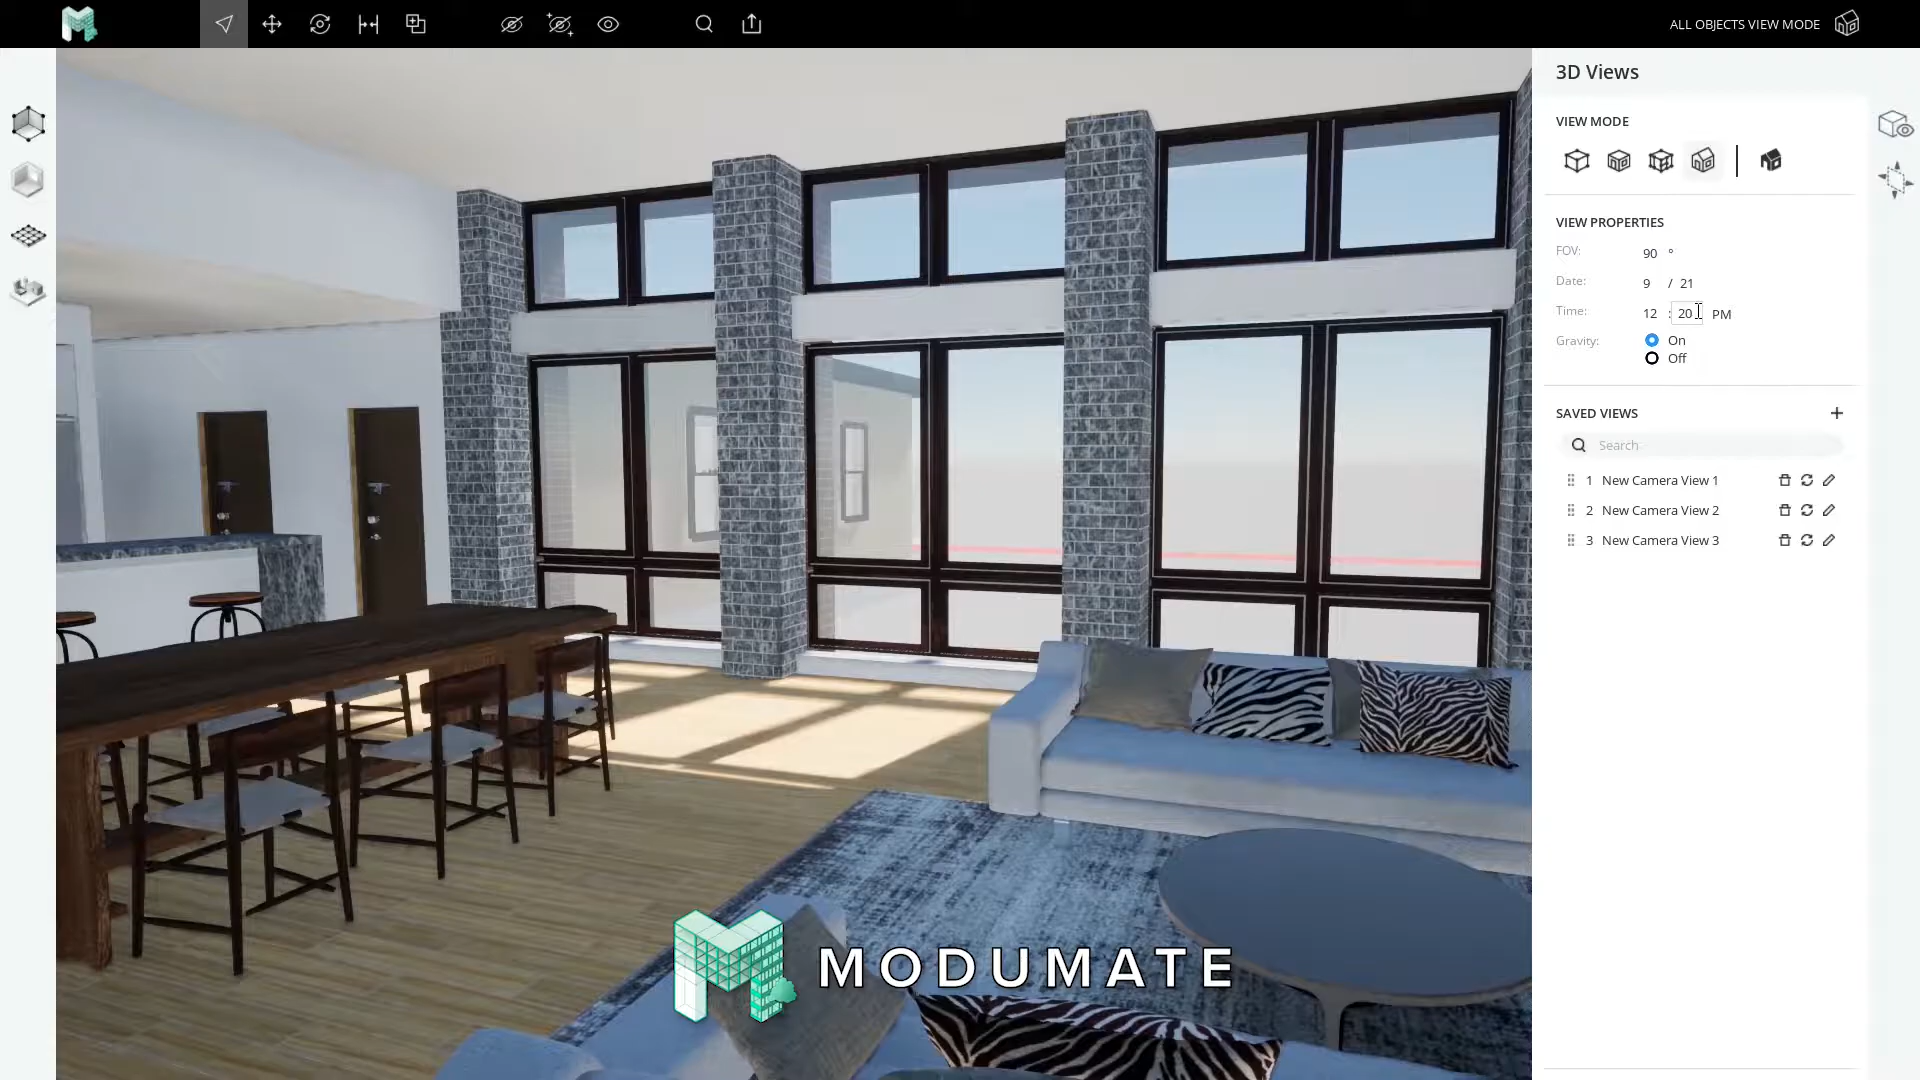 ALL OBJECTS VIEW MODE
3D Views
VIEW MODE
VIEW PROPERTIES
FOV: 90 °
Date: 9 / 21
Time: 12 : 20 PM
Gravity: On
Off
SAVED VIEWS
Search
1 New Camera View 1
2 New Camera View 2
3 New Camera View 3
MODUMATE